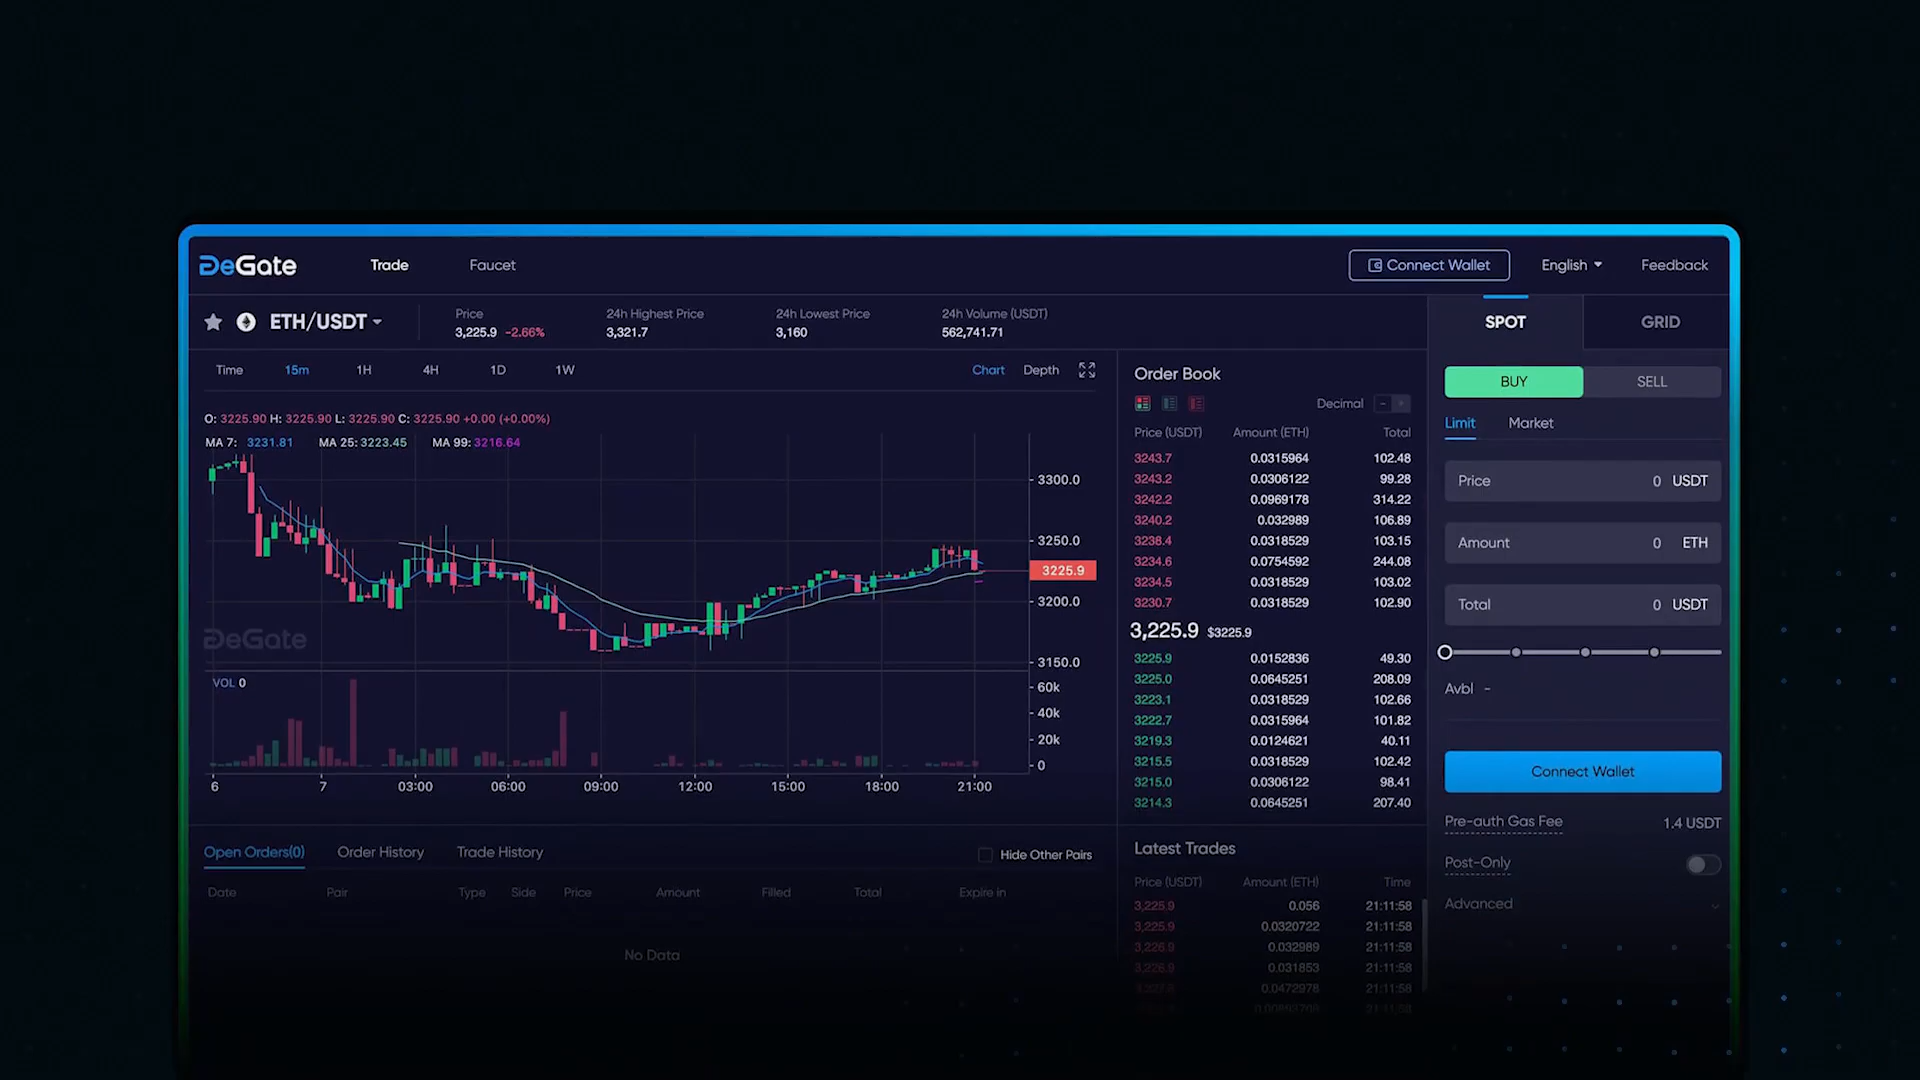 DeGate Trade Faucet Connect Wallet English Feedback
ETH/USDT
Price 24h Highest Price 24h Lowest Price 24h Volume (USDT)
3,225.9 -2.66% 3,321.7 3,160 562,741.71
SPOT GRID
Time 15m 1H 4H 1D 1W Chart Depth
O: 3225.90 H: 3225.90 L: 3225.90 C: 3225.90 +0.00 (+0.00%)
MA 7: 3231.81 MA 25: 3223.45 MA 99: 3216.64
3300.0
3250.0
3225.9
3200.0
3150.0
DeGate
VOL 0
60k
40k
20k
0
6 7 03:00 06:00 09:00 12:00 15:00 18:00 21:00
Order Book
Decimal
Price (USDT) Amount (ETH) Total
3243.7 0.0315964 102.48
3243.2 0.0306122 99.28
3242.2 0.0969178 314.22
3240.2 0.032989 106.89
3238.4 0.0318529 103.15
3234.6 0.0754592 244.08
3234.5 0.0318529 103.02
3230.7 0.0318529 102.90
3,225.9 $3225.9
3225.9 0.0152836 49.30
3225.0 0.0645251 208.09
3223.1 0.0318529 102.66
3222.7 0.0315964 101.82
3219.3 0.0124621 40.11
3215.5 0.0318529 102.42
3215.0 0.0306122 98.41
3214.3 0.0645251 207.40
BUY SELL
Limit Market
Price 0 USDT
Amount 0 ETH
Total 0 USDT
Avbl -
Connect Wallet
Pre-auth Gas Fee 1.4 USDT
Post-Only
Advanced
Open Orders(0) Order History Trade History Hide Other Pairs
Date Pair Type Side Price Amount Filled Total Expire in
No Data
Latest Trades
Price (USDT) Amount (ETH) Time
3,225.9 0.056 21:11:58
3,225.9 0.0320722 21:11:58
3,226.9 0.032989 21:11:58
3,226.9 0.031853 21:11:58
0.0472978 21:11:58